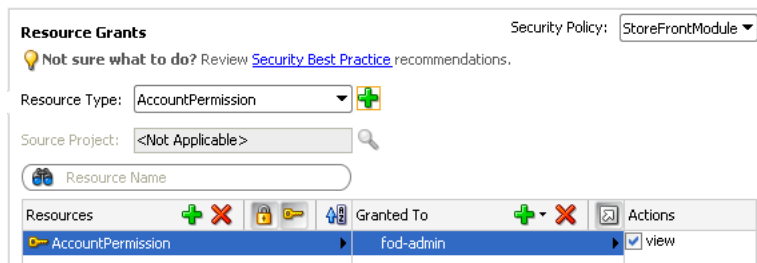 Resource Grants
Security Policy: StoreFrontModule
Not sure what to do? Review Security Best Practice recommendations.
Resource Type: AccountPermission
Source Project: <Not Applicable>
Resource Name
Resources Granted To Actions
AccountPermission fod-admin view